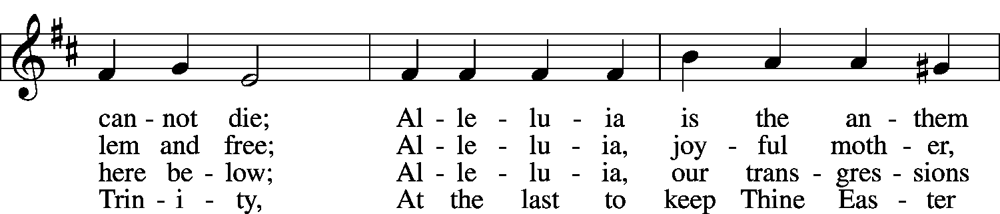 can - not die; Al - le - lu - ia is the an - them
lem and free; Al - le - lu - ia, joy - ful moth - er,
here be - low; Al - le - lu - ia, our trans - gres - sions
Trin - i - ty, At the last to keep Thine Eas - ter